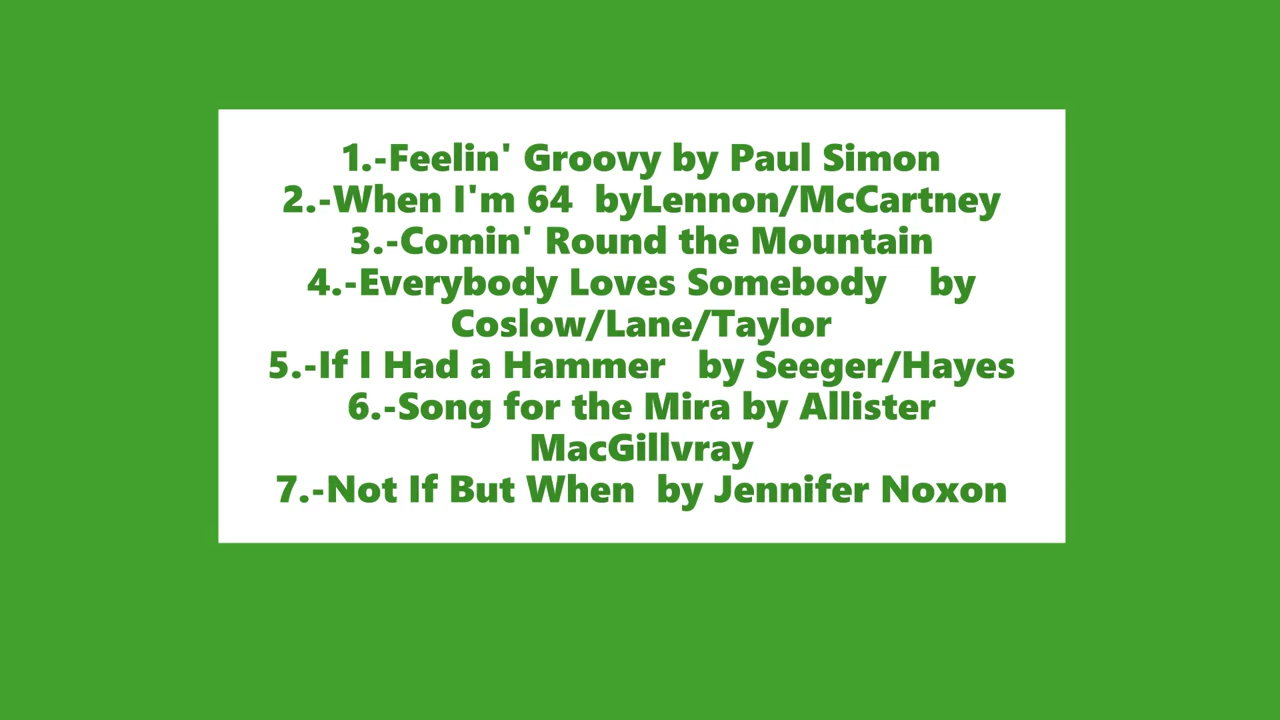 1.-Feelin' Groovy by Paul Simon
2.-When I'm 64  byLennon/McCartney
3.-Comin' Round the Mountain
4.-Everybody Loves Somebody    by
Coslow/Lane/Taylor
5.-If I Had a Hammer   by Seeger/Hayes
6.-Song for the Mira by Allister
MacGillvray
7.-Not If But When  by Jennifer Noxon